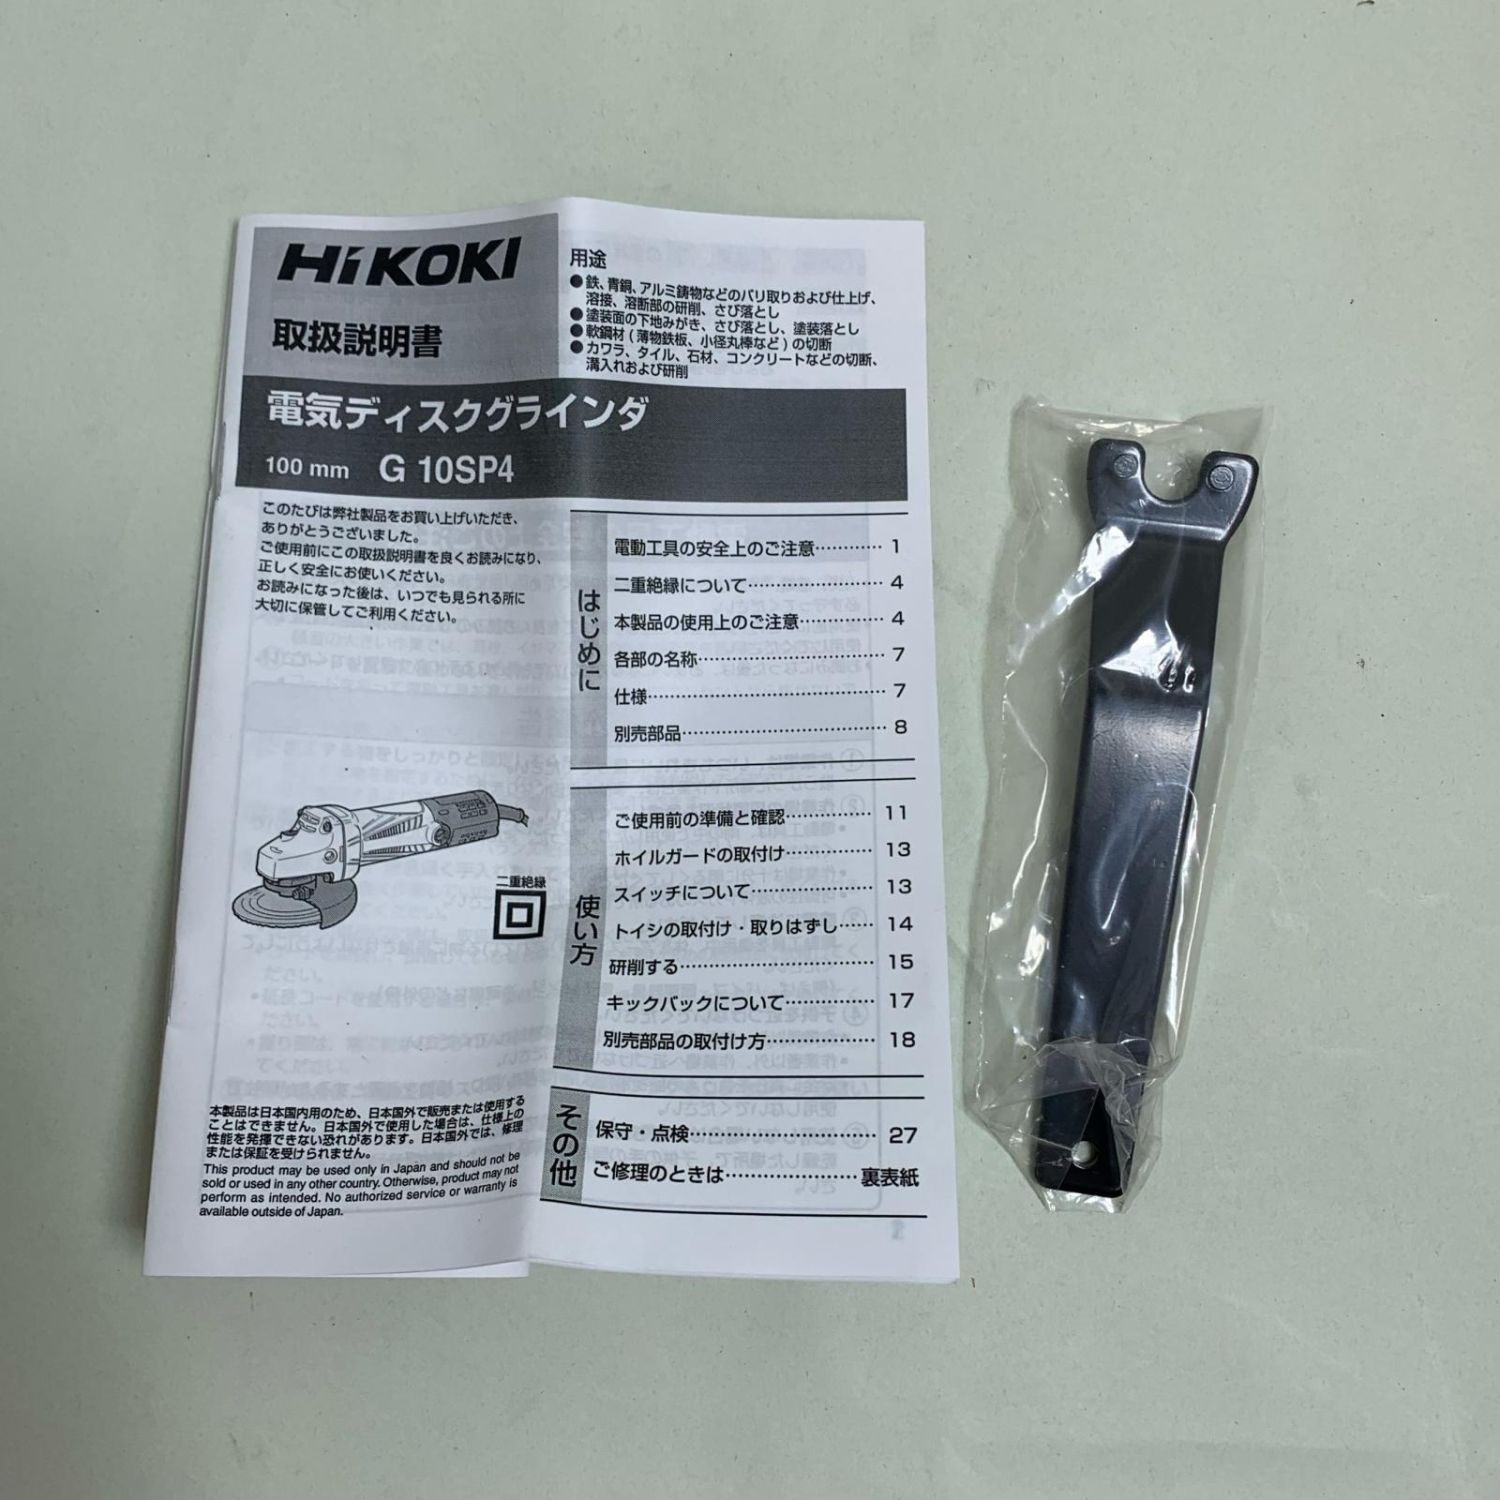 HiKOKI
取扱説明書
用途
●鉄、青銅、アルミ鋳物などのバリ取りおよび仕上げ、
溶接、溶断部の研削、さび落とし
●塗装面の下地みがき、さび落とし、塗装落とし
●軟鋼材(薄物鉄板、小径丸棒など)の切断
●カワラ、タイル、石材、コンクリートなどの切断、
溝入れおよび研削
電気ディスクグラインダ
100 mm G 10SP4
このたびは弊社製品をお買い上げいただき、
ありがとうございました。
ご使用前にこの取扱説明書を良くお読みになり、
正しく安全にお使いください。
お読みになった後は、いつでも見られる所に
大切に保管してご利用ください。
二重絶縁
本製品は日本国内用のため、日本国外で販売または使用する
ことはできません。日本国外で使用した場合は、仕様上の
性能を発揮できない恐れがあります。日本国外では、修理
または保証を受けられません。
This product may be used only in Japan and should not be
sold or used in any other country. Otherwise, product may not
perform as intended. No authorized service or warranty is
available outside of Japan.
はじめに
電動工具の安全上のご注意………… 1
二重絶縁について…………………… 4
本製品の使用上のご注意…………… 4
各部の名称…………………………… 7
仕様…………………………………… 7
別売部品……………………………… 8
使い方
ご使用前の準備と確認…………… 11
ホイルガードの取付け…………… 13
スイッチについて………………… 13
トイシの取付け・取りはずし…… 14
研削する…………………………… 15
キックバックについて…………… 17
別売部品の取付け方……………… 18
その他
保守・点検………………………… 27
ご修理のときは………………… 裏表紙